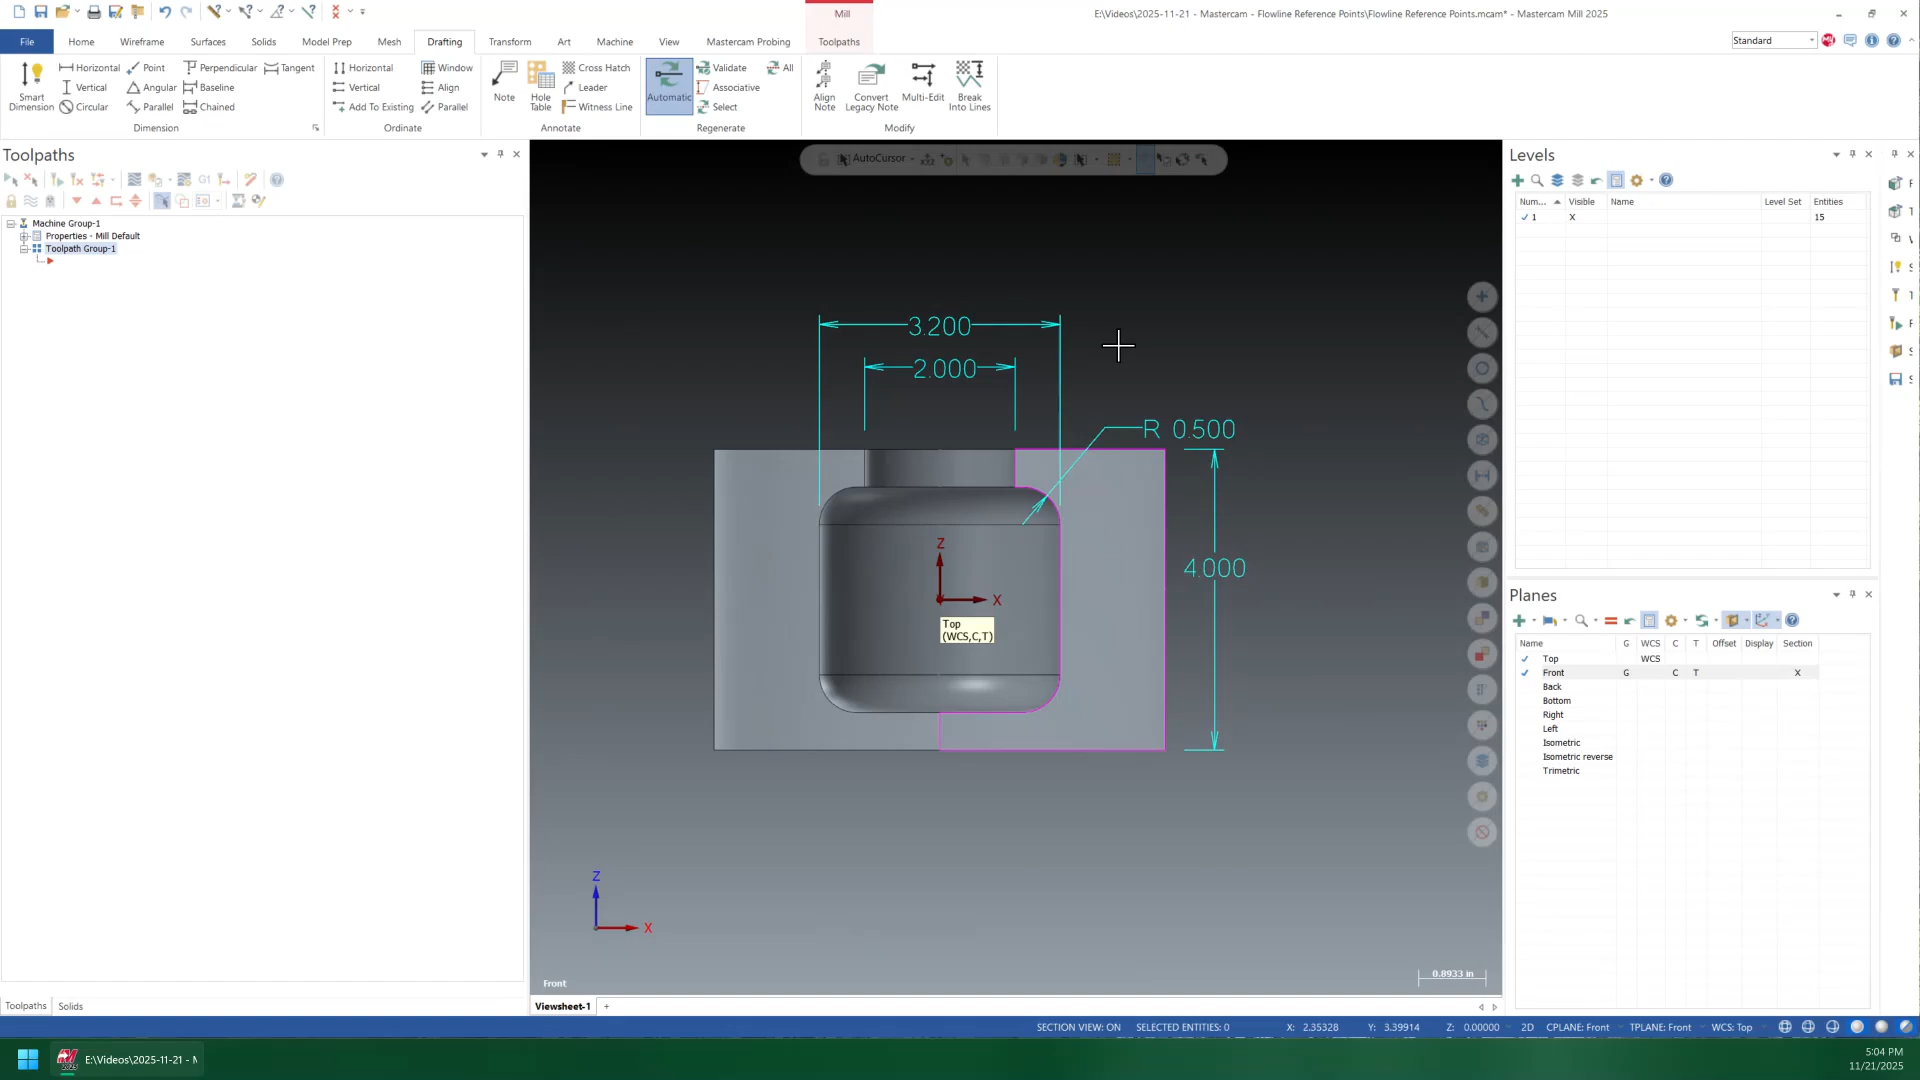 Mill
E:\Videos\2025-11-21 - Mastercam - Flowline Reference Points\Flowline Reference Points.mcam* - Mastercam Mill 2025
File Home Wireframe Surfaces Solids Model Prep Mesh Drafting Transform Art Machine View Mastercam Probing Toolpaths
Standard
Smart Dimension
Horizontal Point Perpendicular Tangent
Vertical Angular Baseline
Circular Parallel Chained
Dimension
Horizontal Window
Vertical Align
Add To Existing Parallel
Ordinate
Note
Hole Table
Cross Hatch
Leader
Witness Line
Annotate
Automatic
Validate All
Associative
Select
Regenerate
Align Note
Convert Legacy Note
Multi-Edit
Break Into Lines
Modify
Toolpaths
G1
Machine Group-1
Properties - Mill Default
Toolpath Group-1
AutoCursor
3.200
2.000
R 0.500
4.000
Z
X
Top
(WCS,C,T)
Z
X
Front
0.8933 in
Levels
Num... Visible Name Level Set Entities
1 X 15
Planes
Name G WCS C T Offset Display Section
Top WCS
Front G C T X
Back
Bottom
Right
Left
Isometric
Isometric reverse
Trimetric
Toolpaths Solids
Viewsheet-1 +
SECTION VIEW: ON SELECTED ENTITIES: 0 X: 2.35328 Y: 3.39914 Z: 0.00000 2D CPLANE: Front TPLANE: Front WCS: Top
E:\Videos\2025-11-21 - M
5:04 PM
11/21/2025